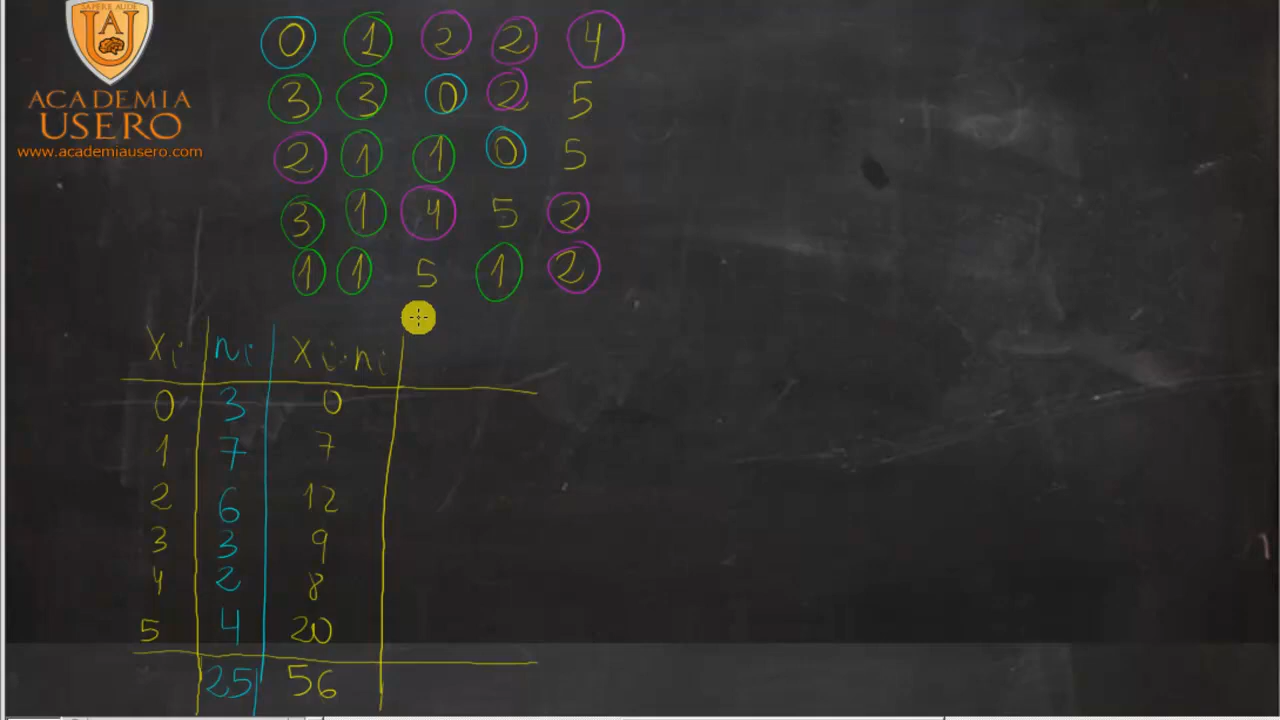 SAPERE AUDE
UA
ACADEMIA
USERO
www.academiausero.com
0 1 2 2 4
3 3 0 2 5
2 1 1 0 5
3 1 4 5 2
1 1 5 1 2
Xi ni Xi·ni
0 3 0
1 7 7
2 6 12
3 3 9
4 2 8
5 4 20
25 56